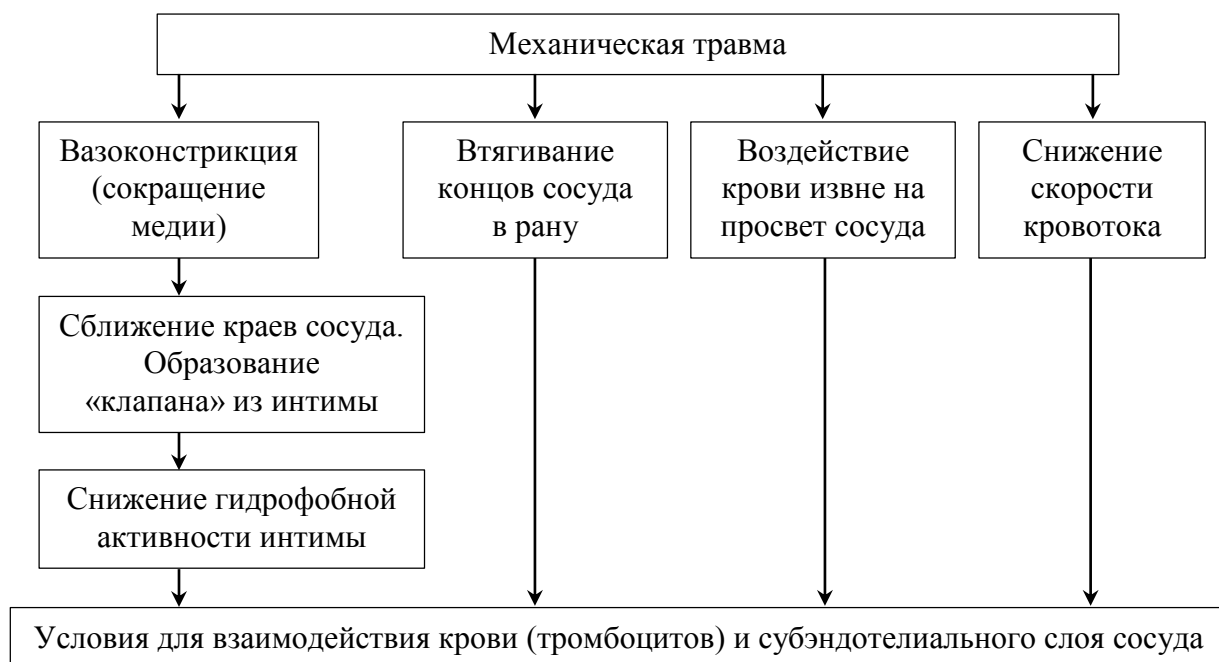 Механическая травма
Вазоконстрикция
(сокращение
медии)
Втягивание
концов сосуда
в рану
Воздействие
крови извне на
просвет сосуда
Снижение
скорости
кровотока
Сближение краев сосуда.
Образование
«клапана» из интимы
Снижение гидрофобной
активности интимы
Условия для взаимодействия крови (тромбоцитов) и субэндотелиального слоя сосуда